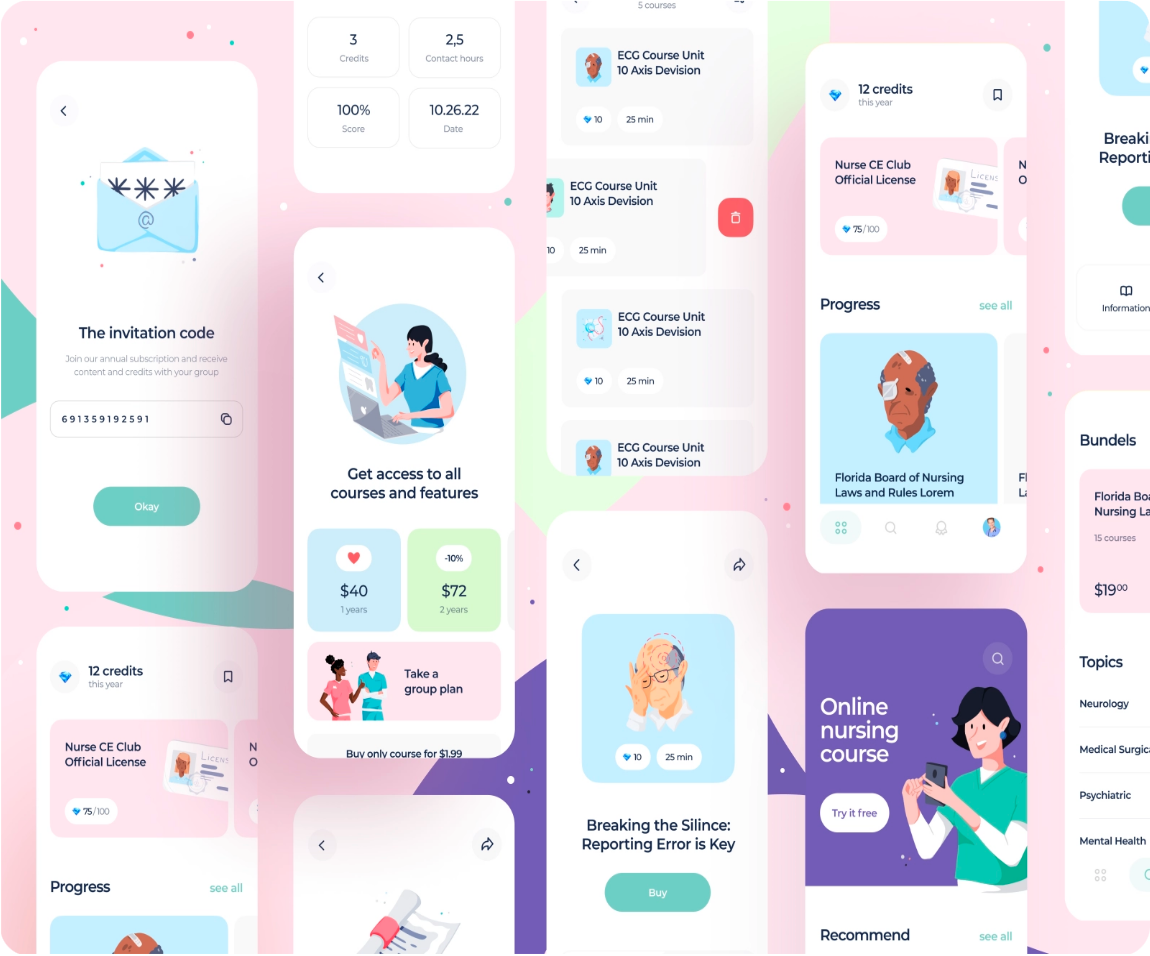 @
The invitation code
Join our annual subscription and receive
content and credits with your group
691359192591
Okay
12 credits
this year
Nurse CE Club
Official License
LICENS
75/100
N
O
Progress
see all
3
Credits
2,5
Contact hours
100%
Score
10.26.22
Date
Get access to all
courses and features
$40
1 years
-10%
$72
2 years
Take a
group plan
Buy only course for $1.99
5 courses
ECG Course Unit
10 Axis Devision
10
25 min
ECG Course Unit
10 Axis Devision
10
25 min
ECG Course Unit
10 Axis Devision
10
25 min
ECG Course Unit
10 Axis Devision
10
25 min
Breaking the Silince:
Reporting Error is Key
Buy
12 credits
this year
Nurse CE Club
Official License
LICENS
75/100
N
O
Progress
see all
Florida Board of Nursing
Laws and Rules Lorem
Fl
La
Online
nursing
course
Try it free
Recommend
see all
Breaki
Reporti
Information
Bundels
Florida Boa
Nursing La
15 courses
$19⁰⁰
Topics
Neurology
Medical Surgica
Psychiatric
Mental Health